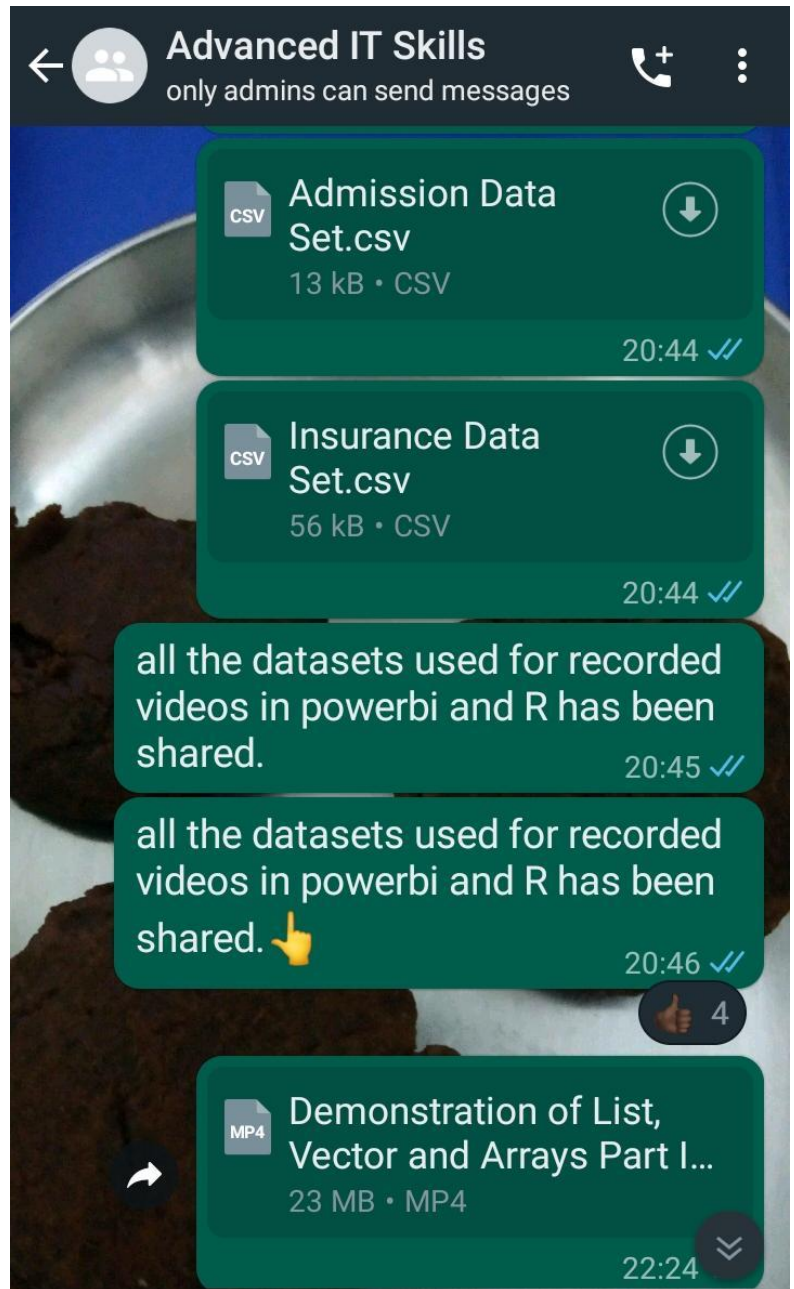 Advanced IT Skills
only admins can send messages
CSV
Admission Data
Set.csv
13 kB • CSV
20:44
CSV
Insurance Data
Set.csv
56 kB • CSV
20:44
all the datasets used for recorded
videos in powerbi and R has been
shared.
20:45
all the datasets used for recorded
videos in powerbi and R has been
shared.👆
20:46
👍🏾 4
MP4
Demonstration of List,
Vector and Arrays Part I...
23 MB • MP4
22:24